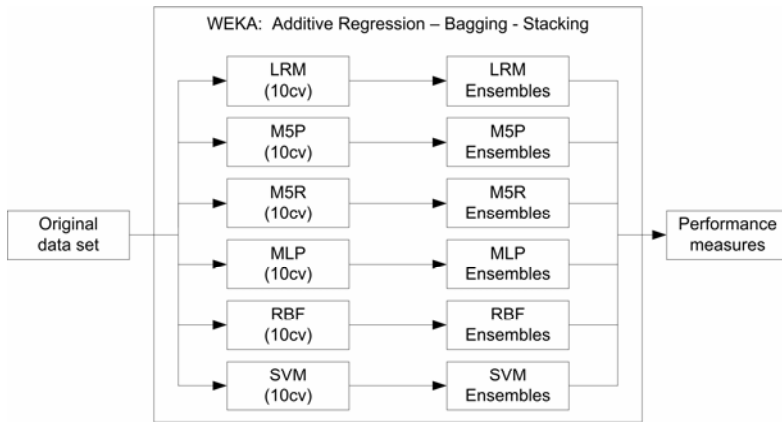 WEKA: Additive Regression – Bagging - Stacking
Original
data set
LRM
(10cv)
LRM
Ensembles
M5P
(10cv)
M5P
Ensembles
M5R
(10cv)
M5R
Ensembles
MLP
(10cv)
MLP
Ensembles
RBF
(10cv)
RBF
Ensembles
SVM
(10cv)
SVM
Ensembles
Performance
measures